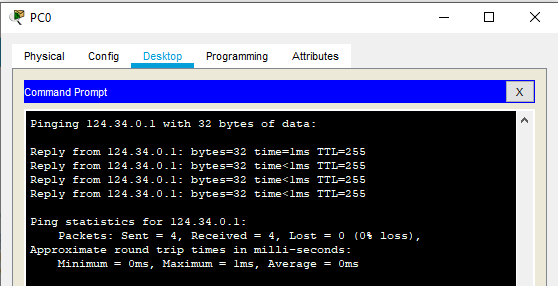 PC0
Physical Config Desktop Programming Attributes
Command Prompt X
Pinging 124.34.0.1 with 32 bytes of data:
Reply from 124.34.0.1: bytes=32 time=1ms TTL=255
Reply from 124.34.0.1: bytes=32 time<1ms TTL=255
Reply from 124.34.0.1: bytes=32 time<1ms TTL=255
Reply from 124.34.0.1: bytes=32 time<1ms TTL=255
Ping statistics for 124.34.0.1:
Packets: Sent = 4, Received = 4, Lost = 0 (0% loss),
Approximate round trip times in milli-seconds:
Minimum = 0ms, Maximum = 1ms, Average = 0ms